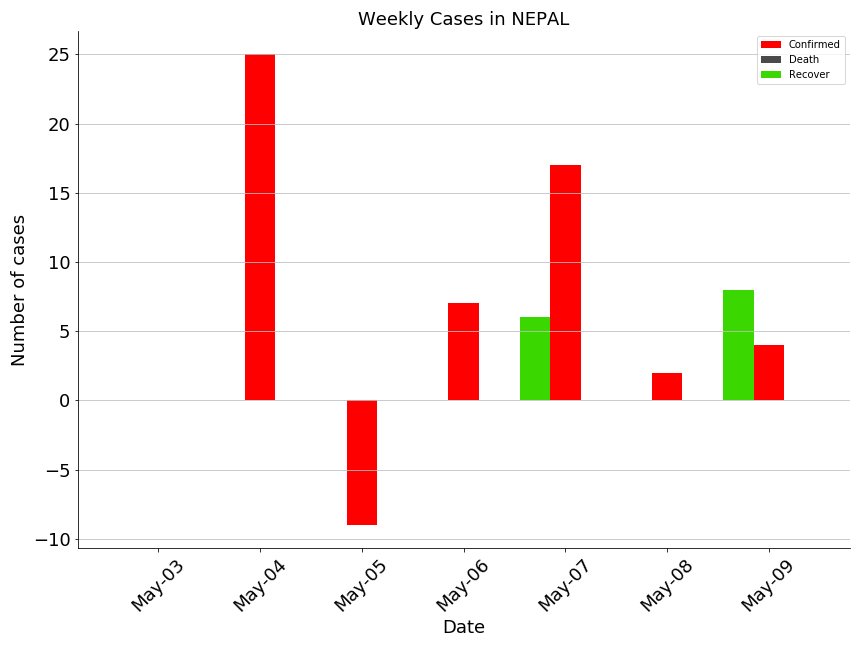 Weekly Cases in NEPAL
Confirmed
Death
Recover
25
20
15
10
5
0
−5
−10
Number of cases
May-03
May-04
May-05
May-06
May-07
May-08
May-09
Date